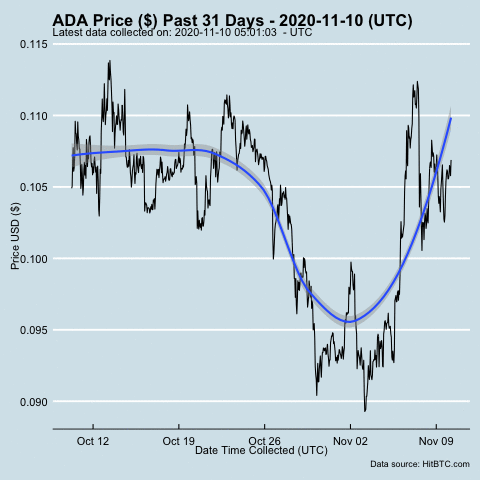 ADA Price ($) Past 31 Days - 2020-11-10 (UTC)
Latest data collected on: 2020-11-10 05:01:03 - UTC
0.115
0.110
0.105
0.100
0.095
0.090
Price USD ($)
Oct 12 Oct 19 Oct 26 Nov 02 Nov 09
Date Time Collected (UTC)
Data source: HitBTC.com